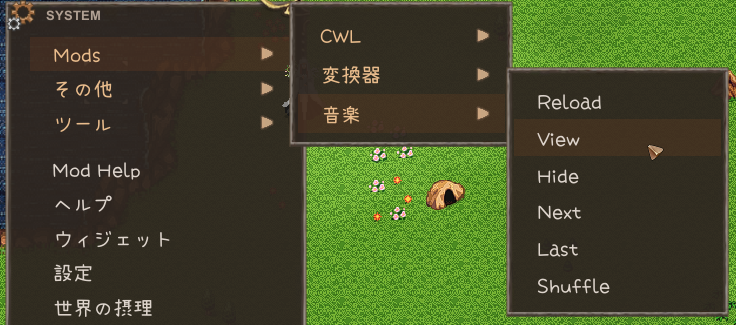 SYSTEM
Mods
その他
ツール
Mod Help
ヘルプ
ウィジェット
設定
世界の摂理
CWL
変換器
音楽
Reload
View
Hide
Next
Last
Shuffle